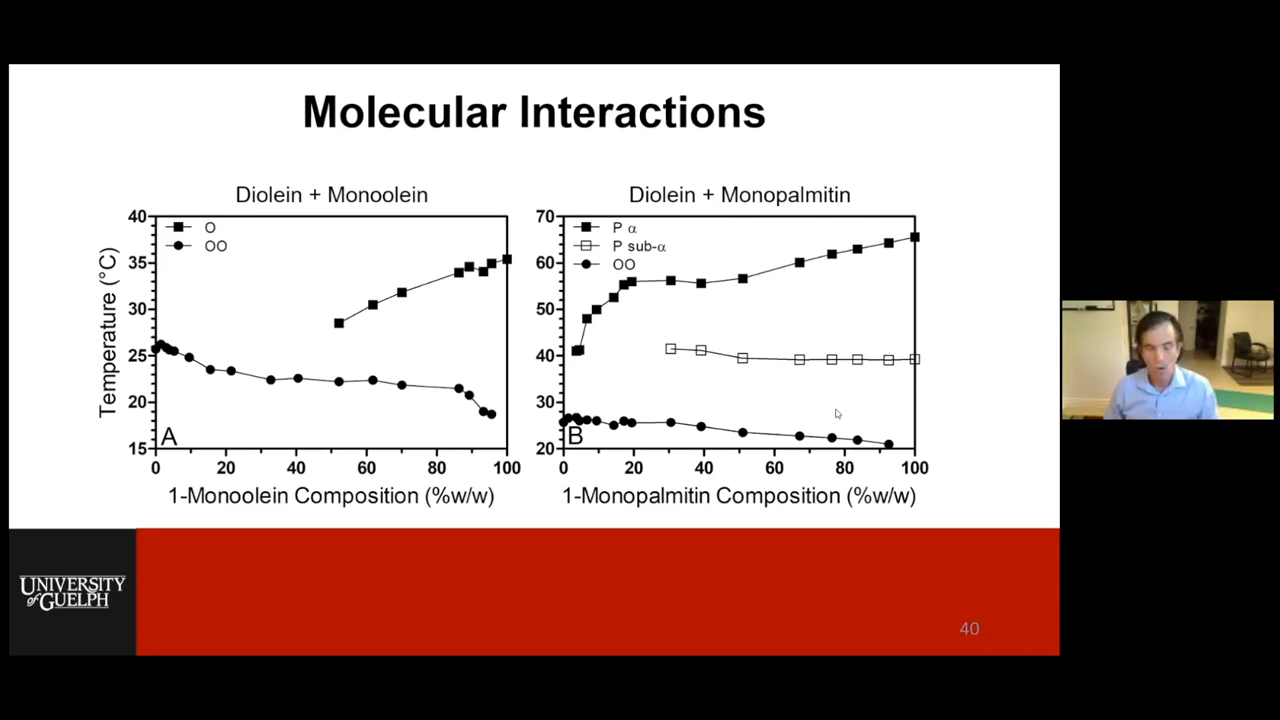 Molecular Interactions
Diolein + Monoolein
40
35
30
25
20
15
Temperature (°C)
O
OO
A
0 20 40 60 80 100
1-Monoolein Composition (%w/w)
Diolein + Monopalmitin
70
60
50
40
30
20
P α
P sub-α
OO
B
0 20 40 60 80 100
1-Monopalmitin Composition (%w/w)
UNIVERSITY
of GUELPH
40